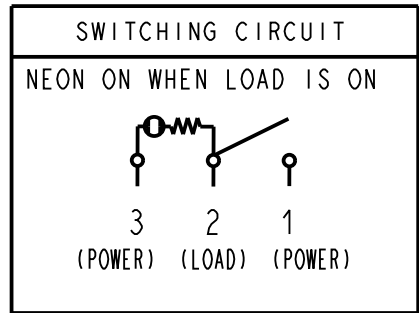 SWITCHING CIRCUIT
NEON ON WHEN LOAD IS ON
3 2 1
(POWER) (LOAD) (POWER)